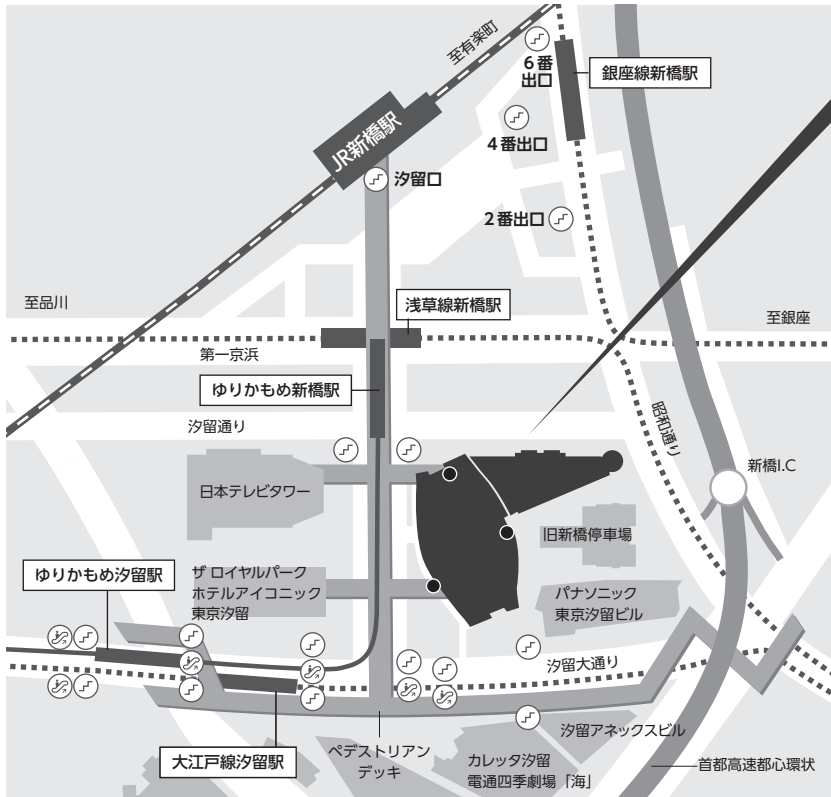 至有楽町
6番
出口
銀座線新橋駅
JR新橋駅
4番出口
汐留口
2番出口
至品川
浅草線新橋駅
至銀座
第一京浜
ゆりかもめ新橋駅
昭和通り
汐留通り
新橋I.C
日本テレビタワー
旧新橋停車場
ゆりかもめ汐留駅
ザ ロイヤルパーク
ホテルアイコニック
東京汐留
パナソニック
東京汐留ビル
汐留大通り
汐留アネックスビル
大江戸線汐留駅
ペデストリアン
デッキ
カレッタ汐留
電通四季劇場「海」
首都高速都心環状